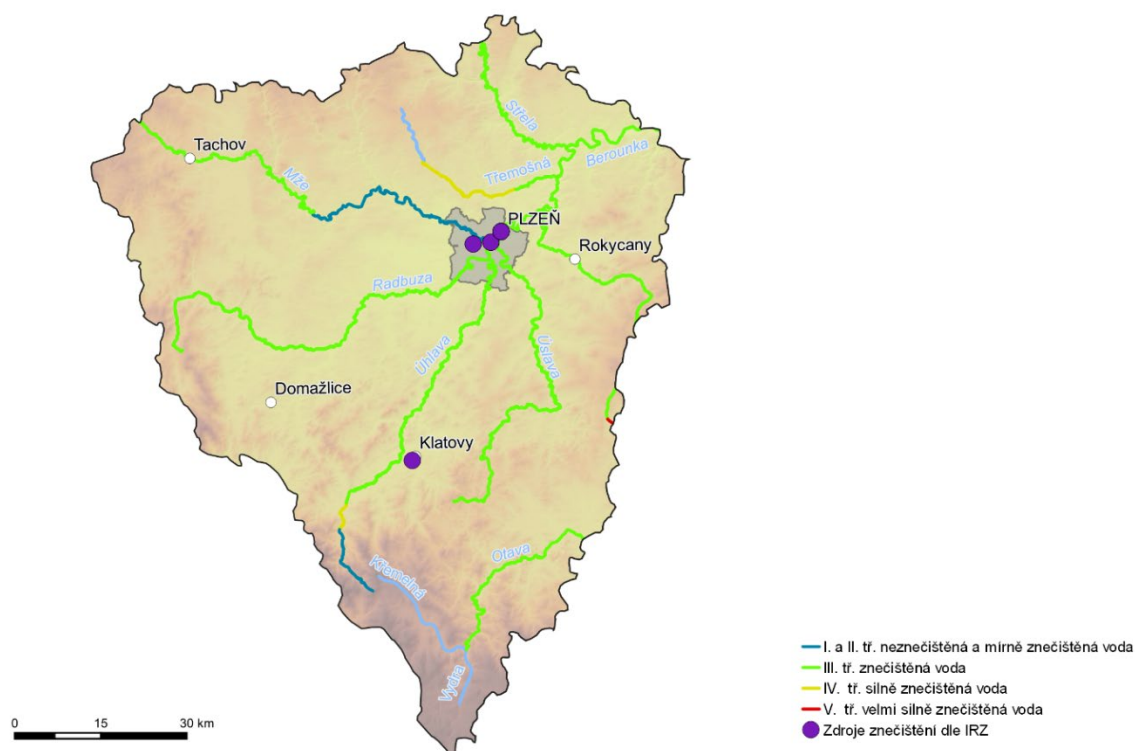 Střela
Berounka
Tachov
Třemošná
Mže
PLZEŇ
Rokycany
Radbuza
Úhlava
Úslava
Domažlice
Klatovy
Otava
Křemelná
Vydra
I. a II. tř. neznečištěná a mírně znečištěná voda
III. tř. znečištěná voda
IV. tř. silně znečištěná voda
V. tř. velmi silně znečištěná voda
Zdroje znečištění dle IRZ
0 15 30 km